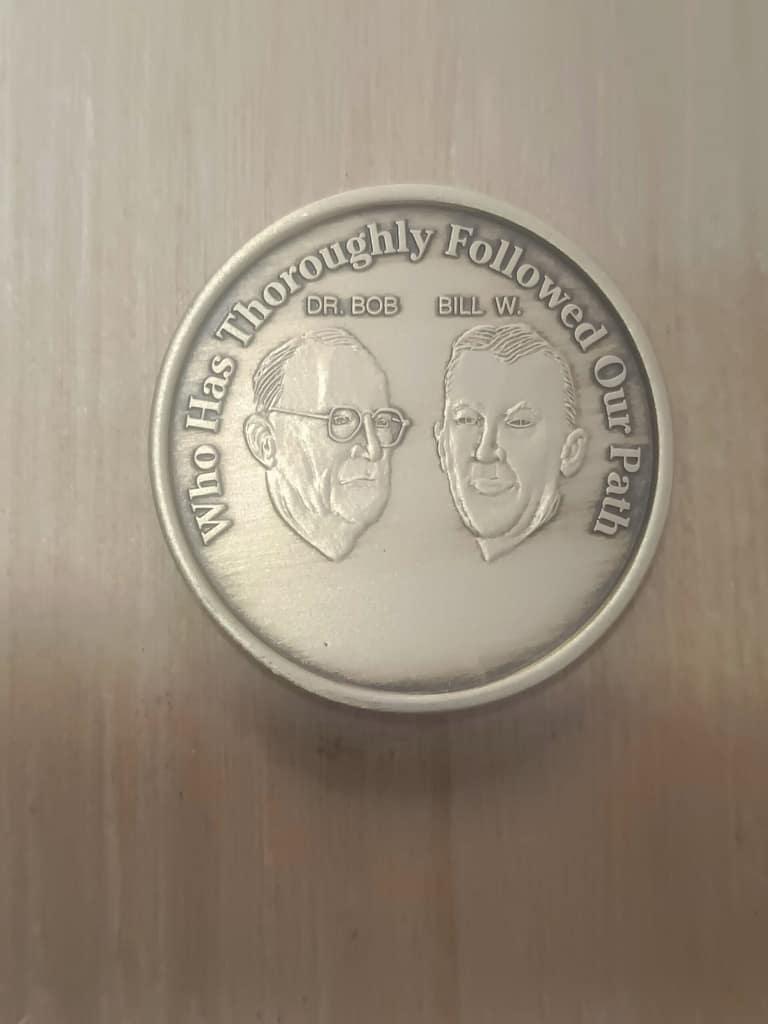 Who Has Thoroughly Followed Our Path
DR. BOB
BILL W.